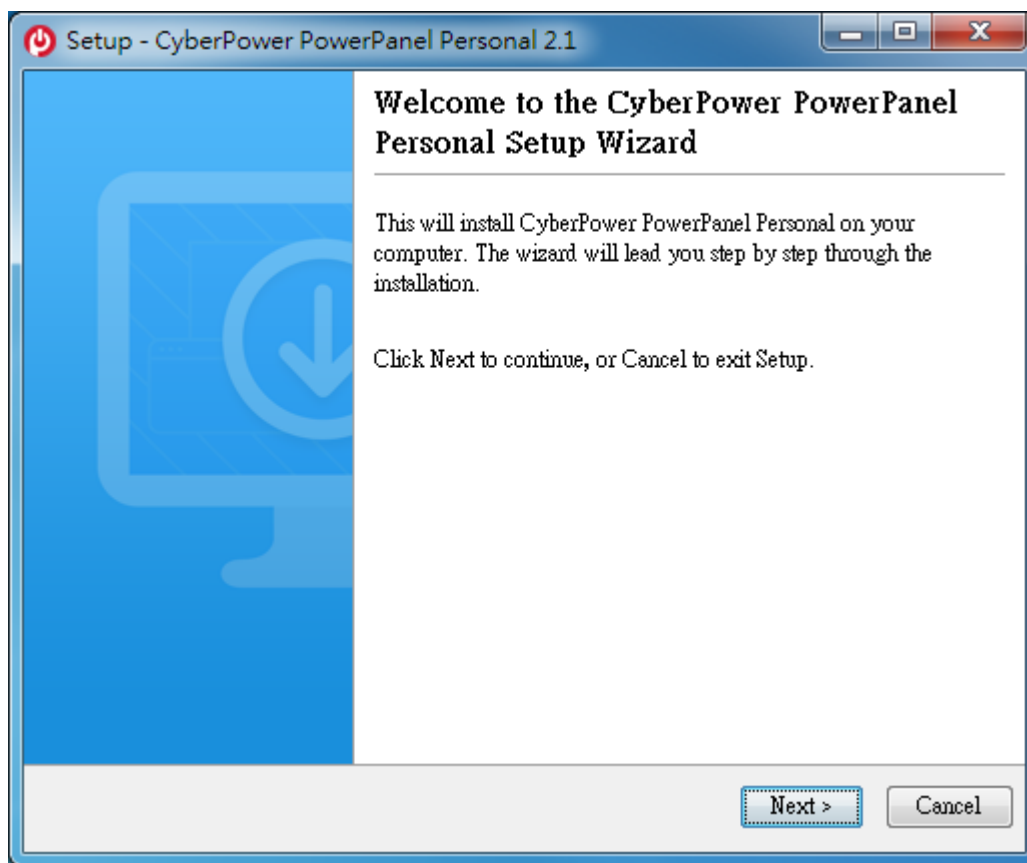 Setup - CyberPower PowerPanel Personal 2.1
Welcome to the CyberPower PowerPanel
Personal Setup Wizard
This will install CyberPower PowerPanel Personal on your
computer. The wizard will lead you step by step through the
installation.
Click Next to continue, or Cancel to exit Setup.
Next >
Cancel